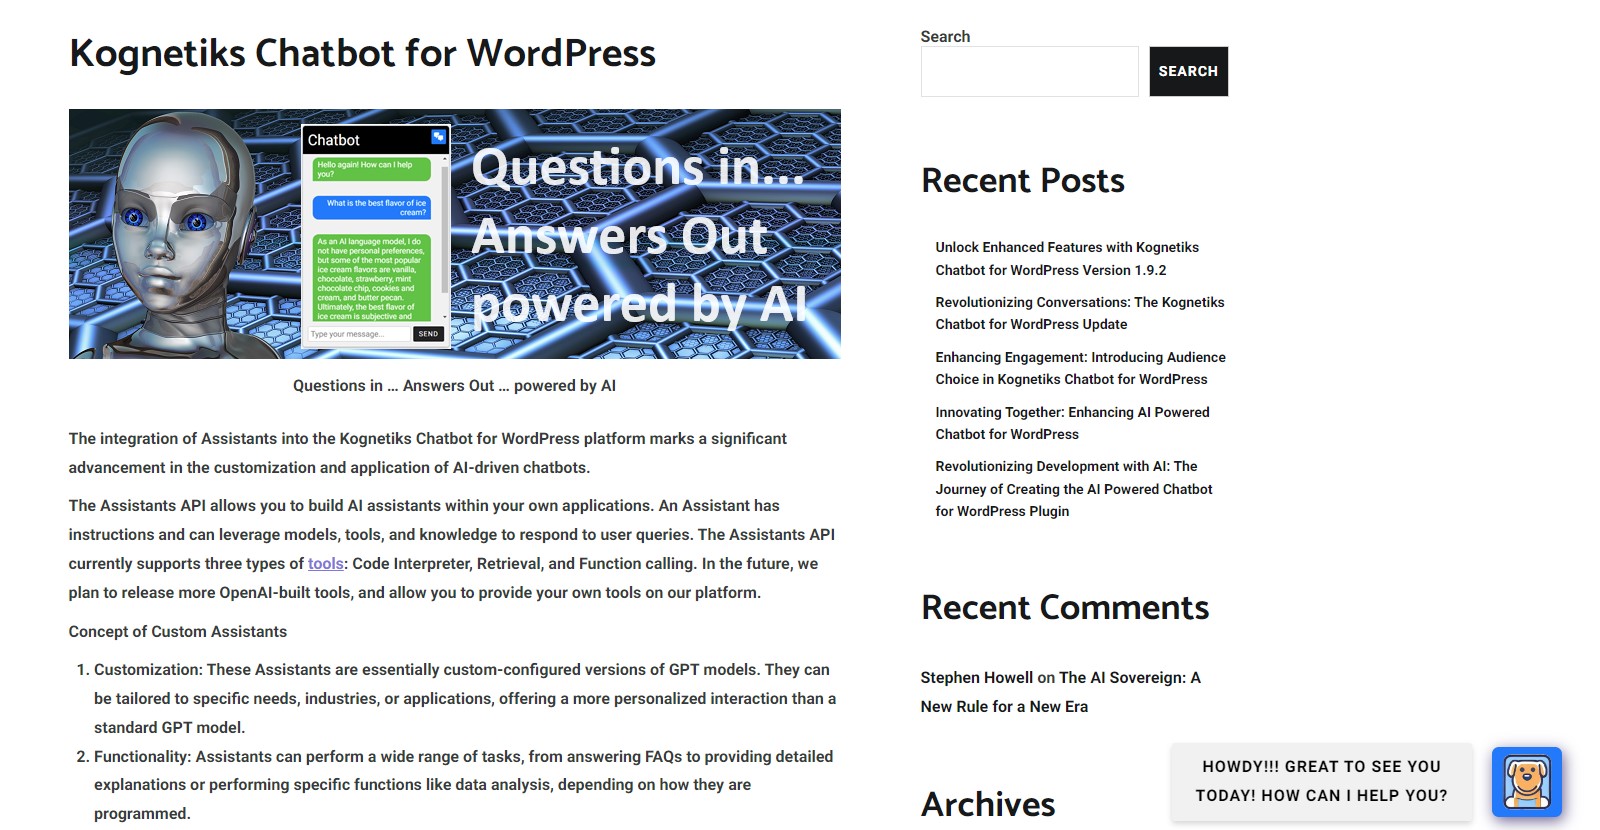 Kognetiks Chatbot for WordPress
Chatbot
Hello again! How can I help
you?
What is the best flavor of ice
cream?
As an AI language model, I do
not have personal preferences,
but some of the most popular
ice cream flavors are vanilla,
chocolate, strawberry, mint
chocolate chip, cookies and
cream, and butter pecan.
Ultimately, the best flavor of
ice cream is subjective and
Type your message...
SEND
Questions in...
Answers Out
powered by AI
Questions in … Answers Out … powered by AI
The integration of Assistants into the Kognetiks Chatbot for WordPress platform marks a significant
advancement in the customization and application of AI-driven chatbots.
The Assistants API allows you to build AI assistants within your own applications. An Assistant has
instructions and can leverage models, tools, and knowledge to respond to user queries. The Assistants API
currently supports three types of tools: Code Interpreter, Retrieval, and Function calling. In the future, we
plan to release more OpenAI-built tools, and allow you to provide your own tools on our platform.
Concept of Custom Assistants
1. Customization: These Assistants are essentially custom-configured versions of GPT models. They can
be tailored to specific needs, industries, or applications, offering a more personalized interaction than a
standard GPT model.
2. Functionality: Assistants can perform a wide range of tasks, from answering FAQs to providing detailed
explanations or performing specific functions like data analysis, depending on how they are
programmed.
Search
SEARCH
Recent Posts
Unlock Enhanced Features with Kognetiks
Chatbot for WordPress Version 1.9.2
Revolutionizing Conversations: The Kognetiks
Chatbot for WordPress Update
Enhancing Engagement: Introducing Audience
Choice in Kognetiks Chatbot for WordPress
Innovating Together: Enhancing AI Powered
Chatbot for WordPress
Revolutionizing Development with AI: The
Journey of Creating the AI Powered Chatbot
for WordPress Plugin
Recent Comments
Stephen Howell on The AI Sovereign: A
New Rule for a New Era
Archives
HOWDY!!! GREAT TO SEE YOU
TODAY! HOW CAN I HELP YOU?